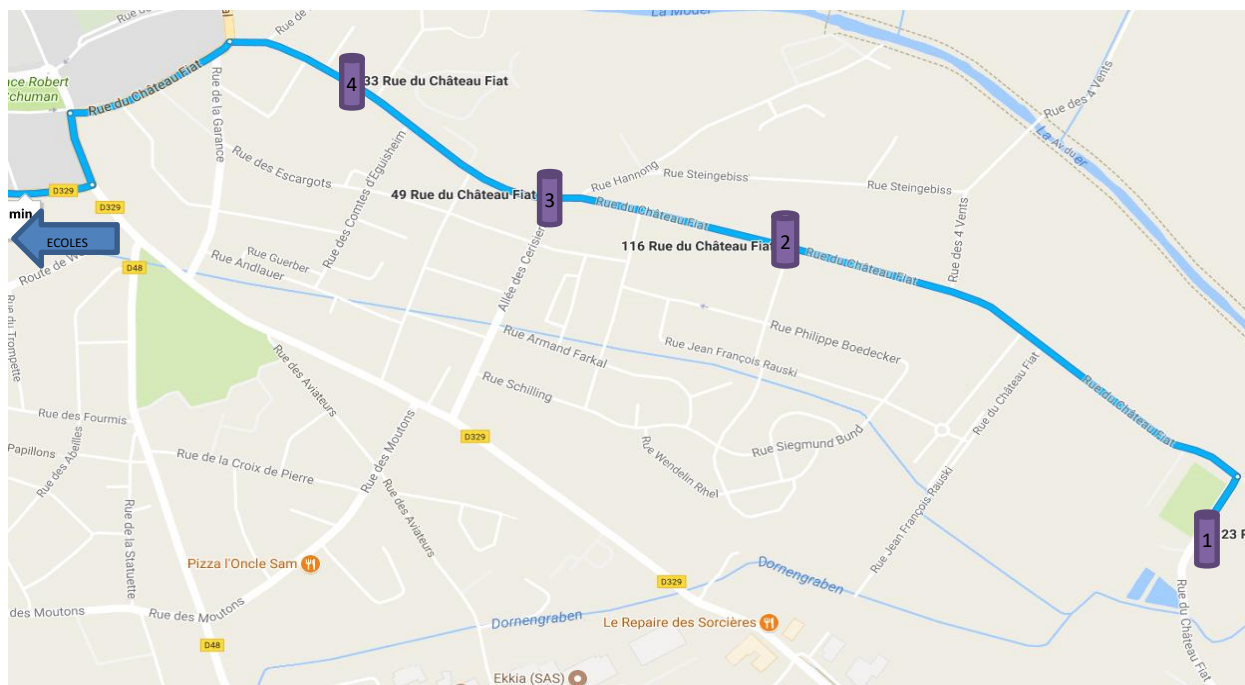 La Moder
Rue de
Rue du Château Fiat
ace Robert
Schuman
4
33 Rue du Château Fiat
Rue de la Garance
Rue des 4 Vents
Rue des Escargots
Rue des Comtes d'Eguisheim
D329
D329
min
ECOLES
Route de W
D48
Rue Guerber
Rue Andlauer
49 Rue du Château Fiat
3
Rue Hannong
Rue Steingebiss
Rue Steingebiss
Rue du Château Fiat
116 Rue du Château Fiat
2
Rue du Château Fiat
Rue des 4 Vents
Allée des Cerisier
Rue Armand Farkal
Rue Philippe Boedecker
Rue Jean François Rauski
Rue du Château Fiat
Rue du Château Fiat
Rue du Trompette
Rue des Aviateurs
Rue Schilling
Rue des Fourmis
Papillons
Rue des Abeilles
Rue de la Croix de Pierre
Rue des Moutons
D329
Rue Siegmund Bund
Rue Wendelin Rihel
Rue de la Statuette
Rue des Aviateurs
Rue Jean François Rauski
1
23 R
Pizza l'Oncle Sam
Dornengraben
D329
des Moutons
Rue des Moutons
Dornengraben
Le Repaire des Sorcières
Rue du Château Fiat
D48
Ekkia (SAS)